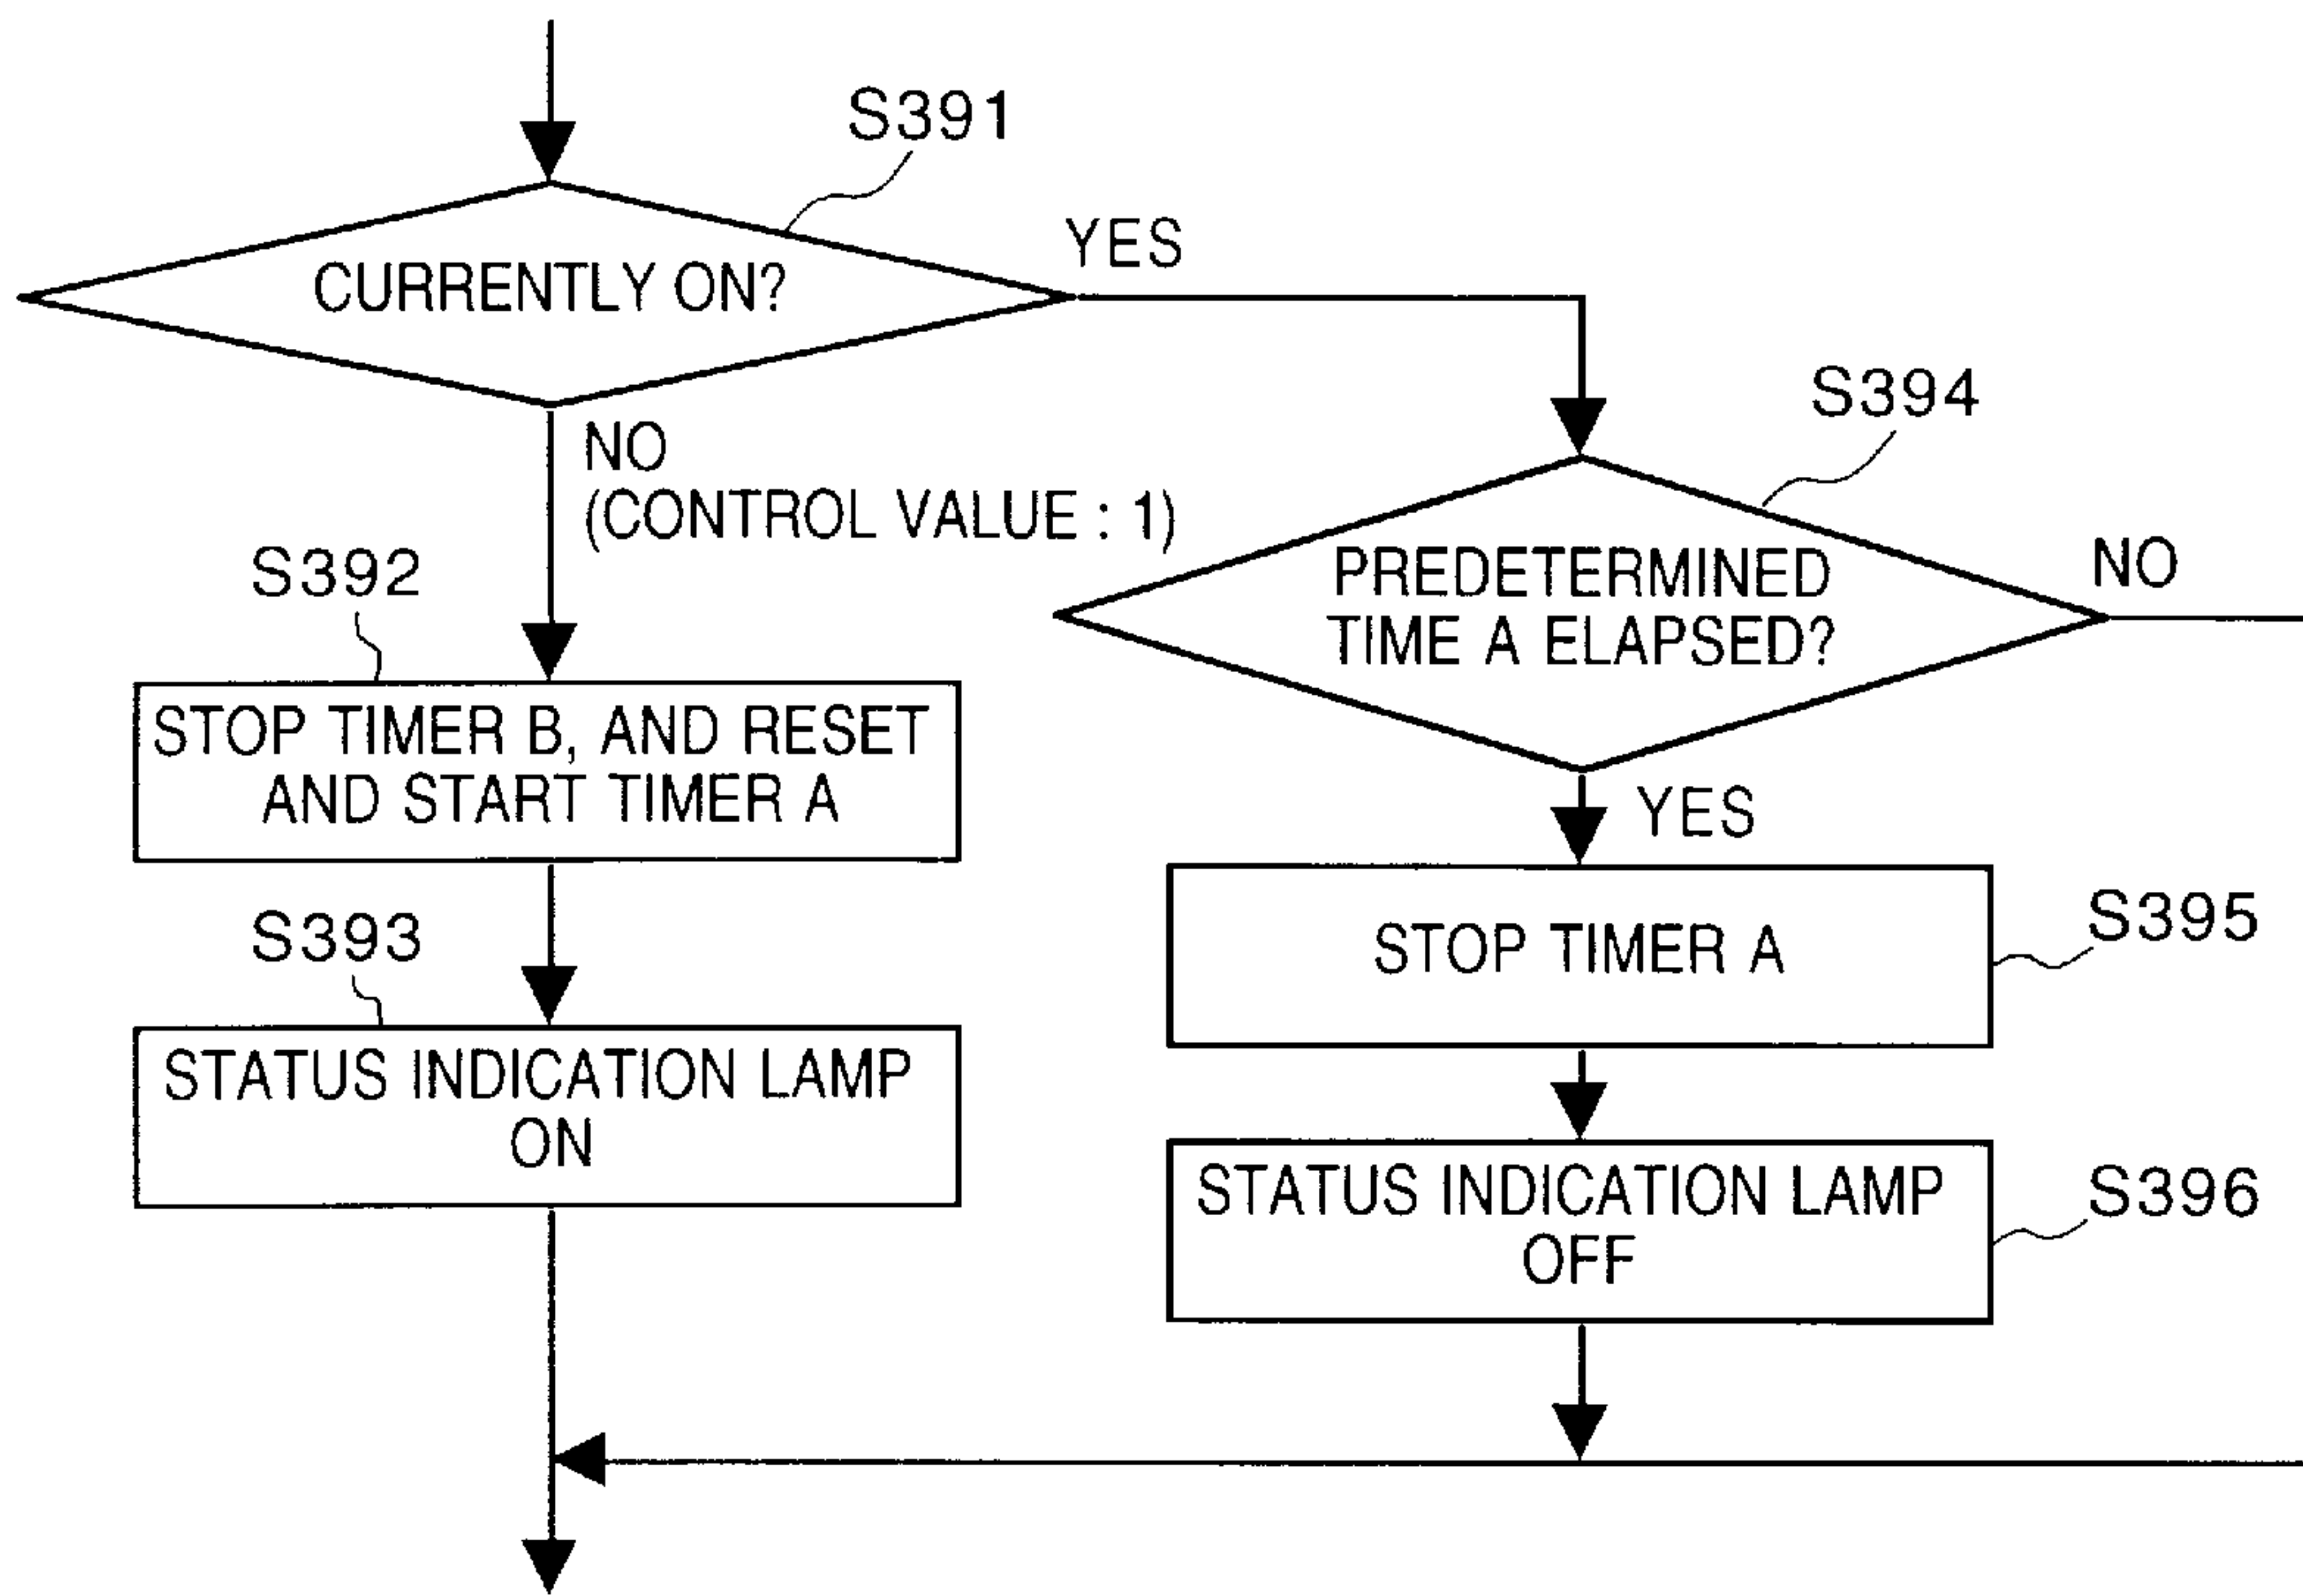 S391
CURRENTLY ON?
YES
NO
(CONTROL VALUE : 1)
S392
STOP TIMER B, AND RESET
AND START TIMER A
S393
STATUS INDICATION LAMP
ON
S394
PREDETERMINED
TIME A ELAPSED?
NO
YES
STOP TIMER A
S395
STATUS INDICATION LAMP
OFF
S396